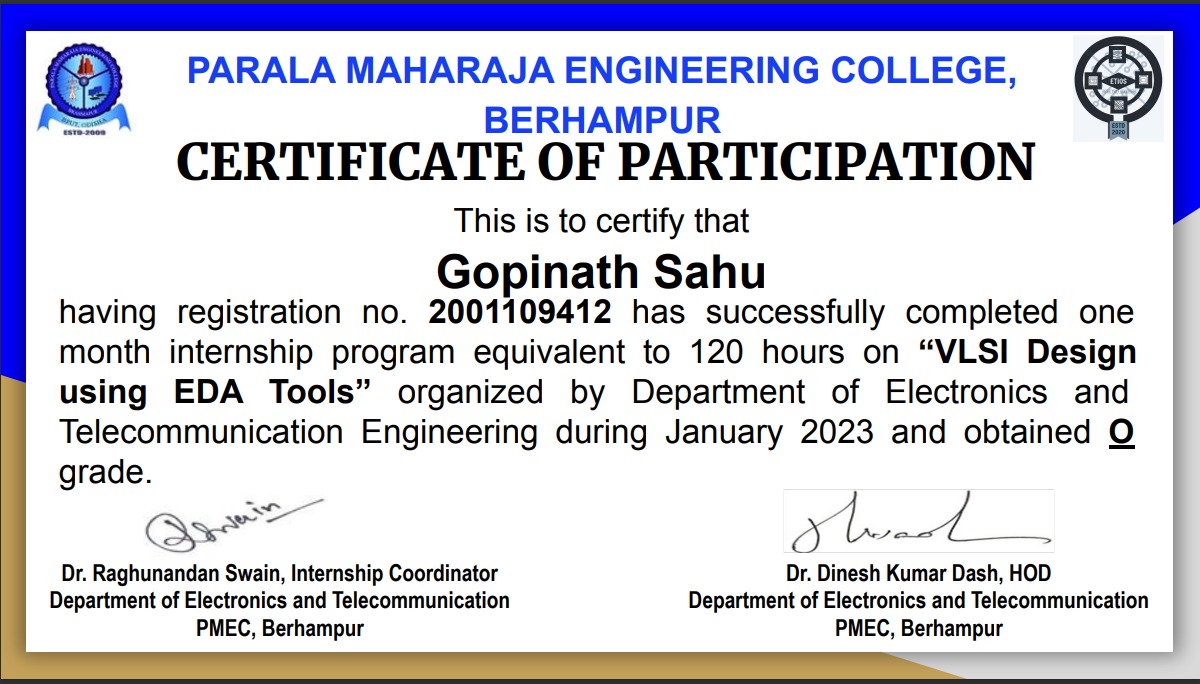 PARALA MAHARAJA ENGINEERING COLLEGE,
BERHAMPUR
CERTIFICATE OF PARTICIPATION
This is to certify that
Gopinath Sahu
having registration no. 2001109412 has successfully completed one
month internship program equivalent to 120 hours on “VLSI Design
using EDA Tools” organized by Department of Electronics and
Telecommunication Engineering during January 2023 and obtained O
grade.
Dr. Raghunandan Swain, Internship Coordinator
Department of Electronics and Telecommunication
PMEC, Berhampur
Dr. Dinesh Kumar Dash, HOD
Department of Electronics and Telecommunication
PMEC, Berhampur
BPUT, ODISHA
ESTD-2009
ETIOS
ESTD
2020